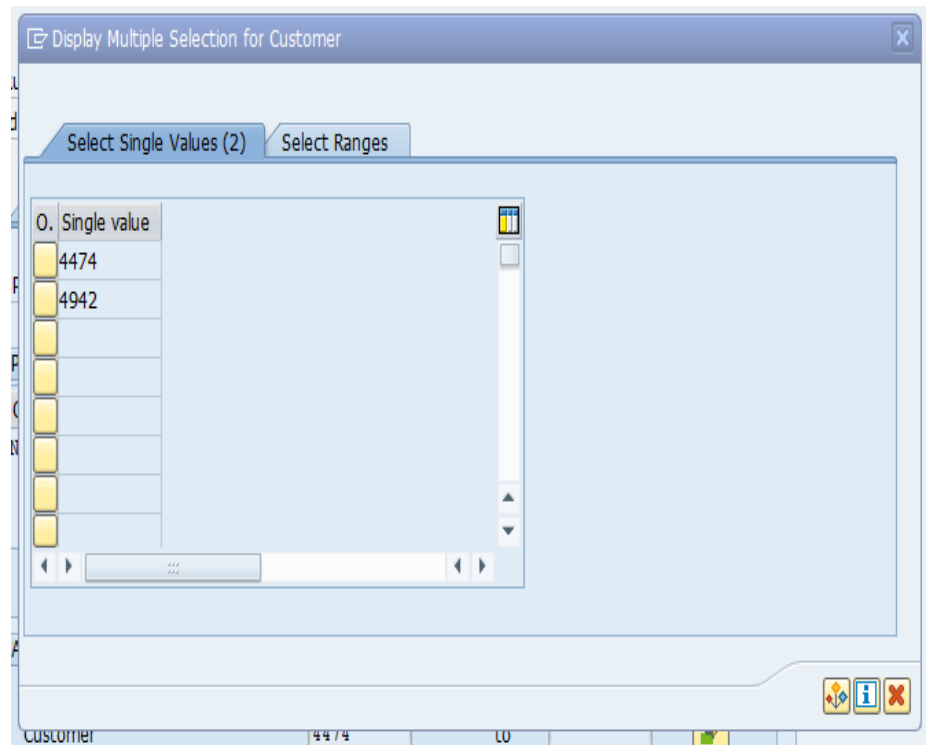 Display Multiple Selection for Customer
Select Single Values (2)
Select Ranges
O. Single value
4474
4942
Customer 4474 to